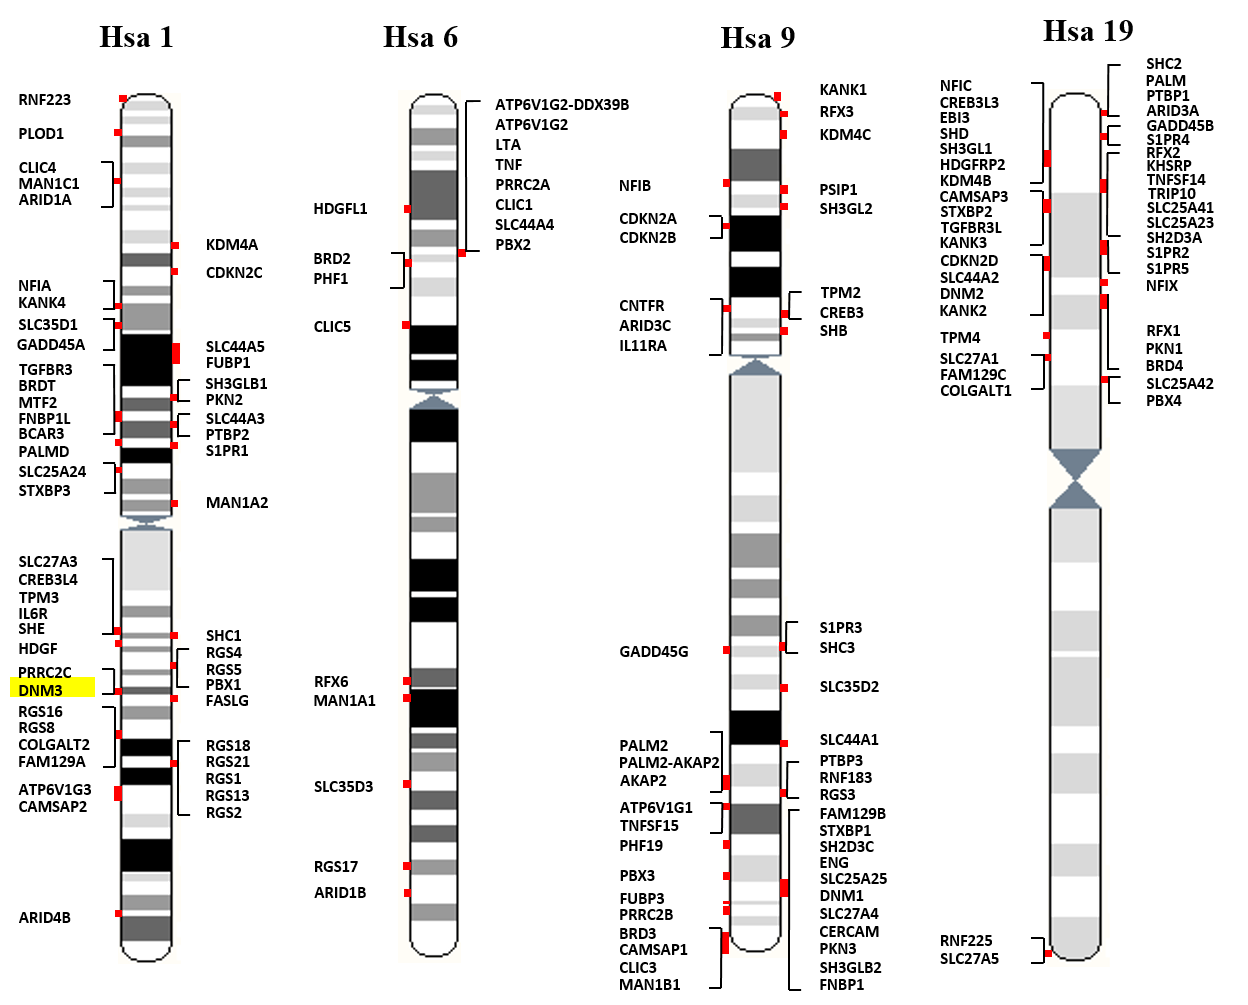 Hsa 1
RNF223
PLOD1
CLIC4
MAN1C1
ARID1A
KDM4A
CDKN2C
NFIA
KANK4
SLC35D1
GADD45A
SLC44A5
FUBP1
TGFBR3
BRDT
MTF2
FNBP1L
BCAR3
SH3GLB1
PKN2
SLC44A3
PTBP2
S1PR1
PALMD
SLC25A24
STXBP3
MAN1A2
SLC27A3
CREB3L4
TPM3
IL6R
SHE
HDGF
SHC1
RGS4
RGS5
PBX1
FASLG
PRRC2C
DNM3
RGS16
RGS8
COLGALT2
FAM129A
RGS18
RGS21
RGS1
RGS13
RGS2
ATP6V1G3
CAMSAP2
ARID4B
Hsa 6
ATP6V1G2-DDX39B
ATP6V1G2
LTA
TNF
PRRC2A
CLIC1
SLC44A4
PBX2
HDGFL1
BRD2
PHF1
CLIC5
RFX6
MAN1A1
SLC35D3
RGS17
ARID1B
Hsa 9
KANK1
RFX3
KDM4C
NFIB
PSIP1
SH3GL2
CDKN2A
CDKN2B
CNTFR
ARID3C
IL11RA
TPM2
CREB3
SHB
S1PR3
SHC3
GADD45G
SLC35D2
SLC44A1
PALM2
PALM2-AKAP2
AKAP2
PTBP3
RNF183
RGS3
ATP6V1G1
TNFSF15
PHF19
PBX3
FUBP3
PRRC2B
BRD3
CAMSAP1
CLIC3
MAN1B1
FAM129B
STXBP1
SH2D3C
ENG
SLC25A25
DNM1
SLC27A4
CERCAM
PKN3
SH3GLB2
FNBP1
Hsa 19
NFIC
CREB3L3
EBI3
SHD
SH3GL1
HDGFRP2
KDM4B
CAMSAP3
STXBP2
TGFBR3L
KANK3
CDKN2D
SLC44A2
DNM2
KANK2
TPM4
SLC27A1
FAM129C
COLGALT1
SHC2
PALM
PTBP1
ARID3A
GADD45B
S1PR4
RFX2
KHSRP
TNFSF14
TRIP10
SLC25A41
SLC25A23
SH2D3A
S1PR2
S1PR5
NFIX
RFX1
PKN1
BRD4
SLC25A42
PBX4
RNF225
SLC27A5